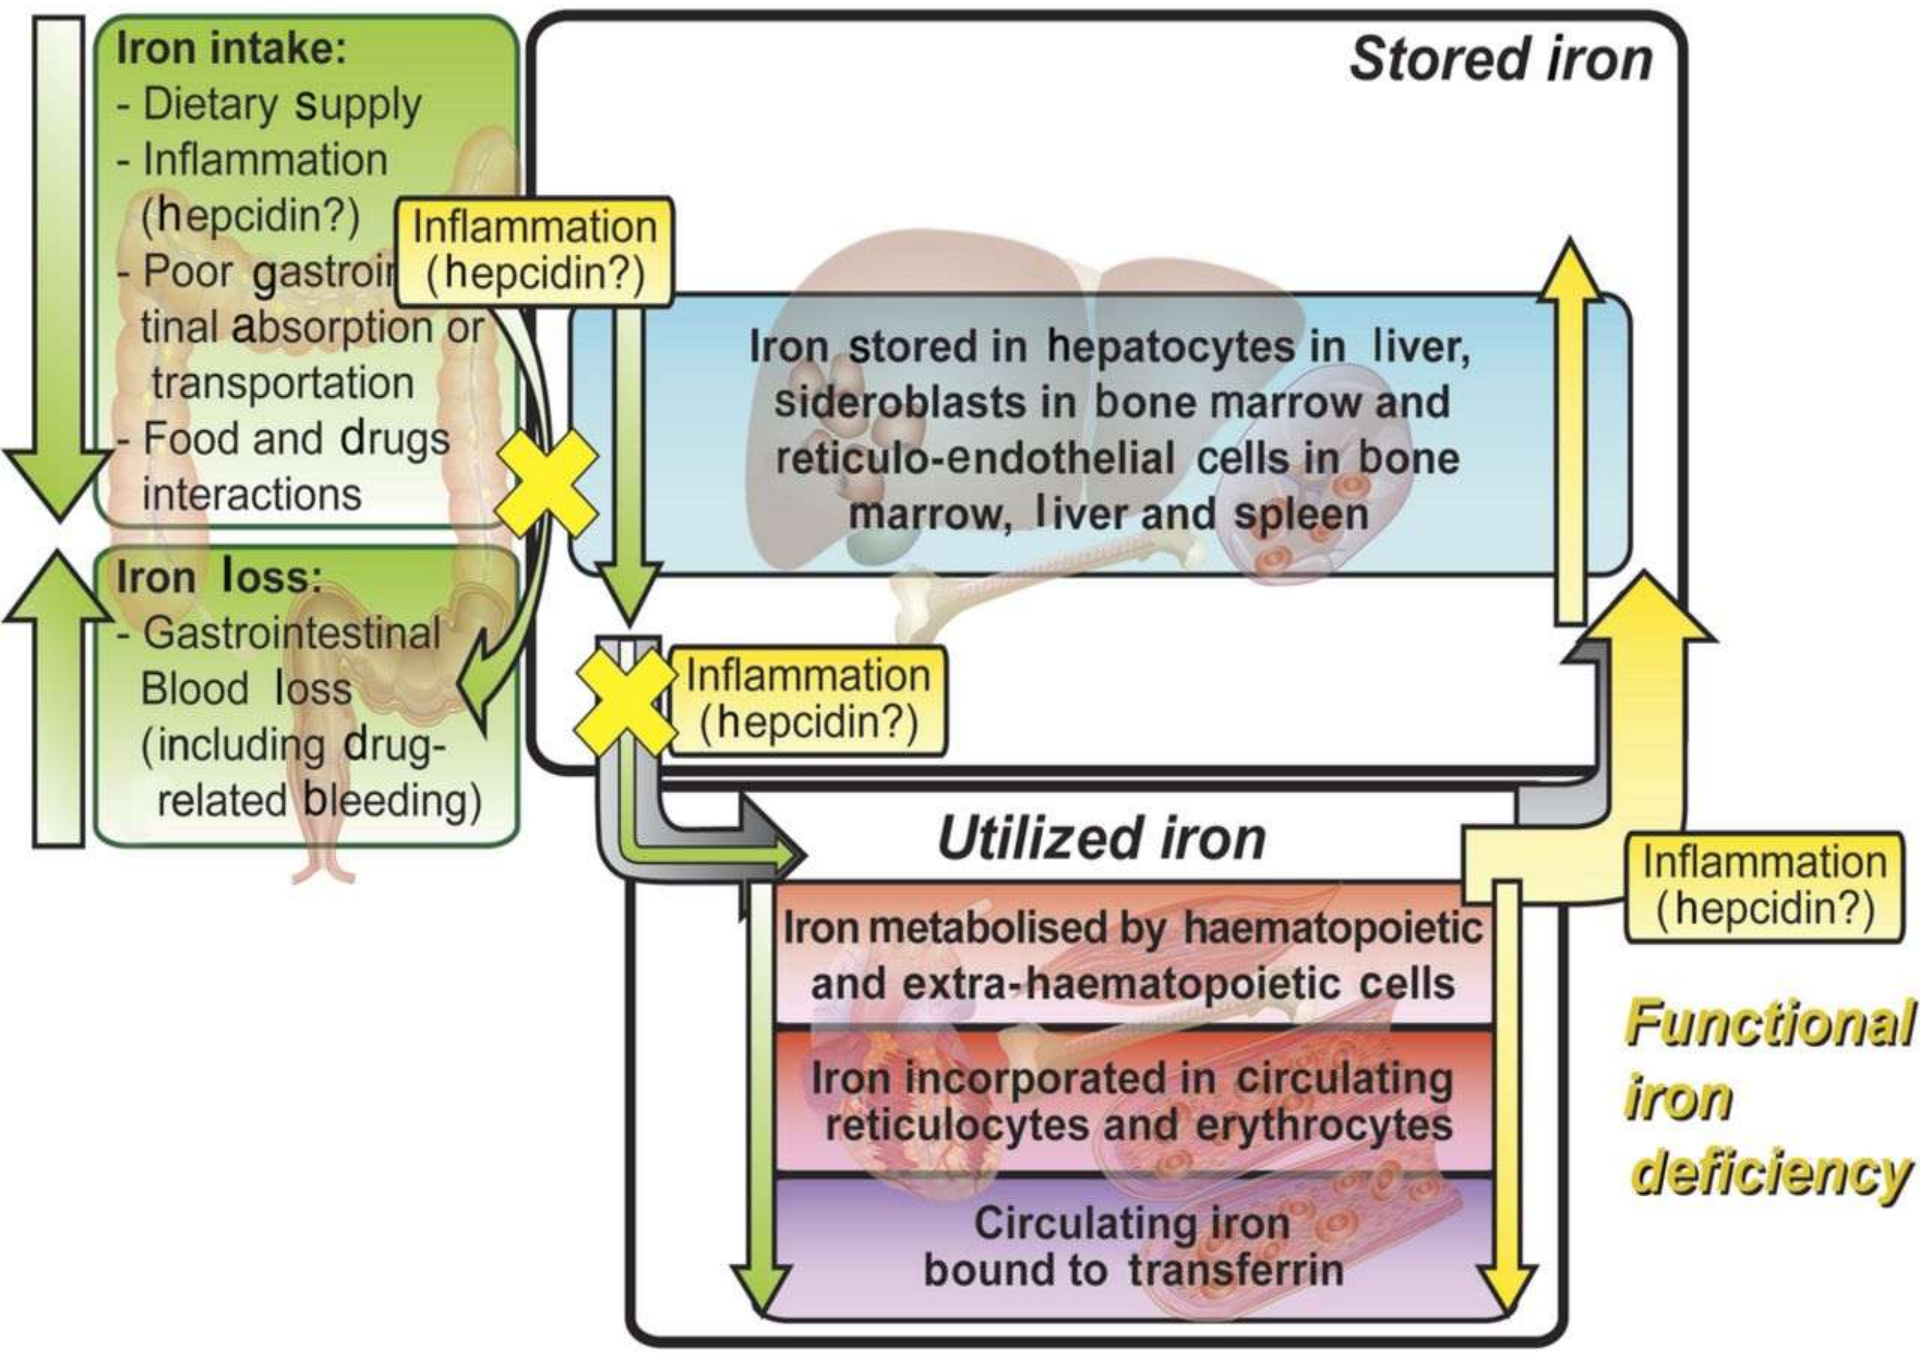 Iron intake:
- Dietary supply
- Inflammation
(hepcidin?)
- Poor gastroin
tinal absorption or
transportation
- Food and drugs
interactions
Iron loss:
- Gastrointestinal
Blood loss
(including drug-
related bleeding)
Inflammation
(hepcidin?)
Stored iron
Iron stored in hepatocytes in liver,
sideroblasts in bone marrow and
reticulo-endothelial cells in bone
marrow, liver and spleen
Inflammation
(hepcidin?)
Utilized iron
Iron metabolised by haematopoietic
and extra-haematopoietic cells
Iron incorporated in circulating
reticulocytes and erythrocytes
Circulating iron
bound to transferrin
Inflammation
(hepcidin?)
Functional
iron
deficiency